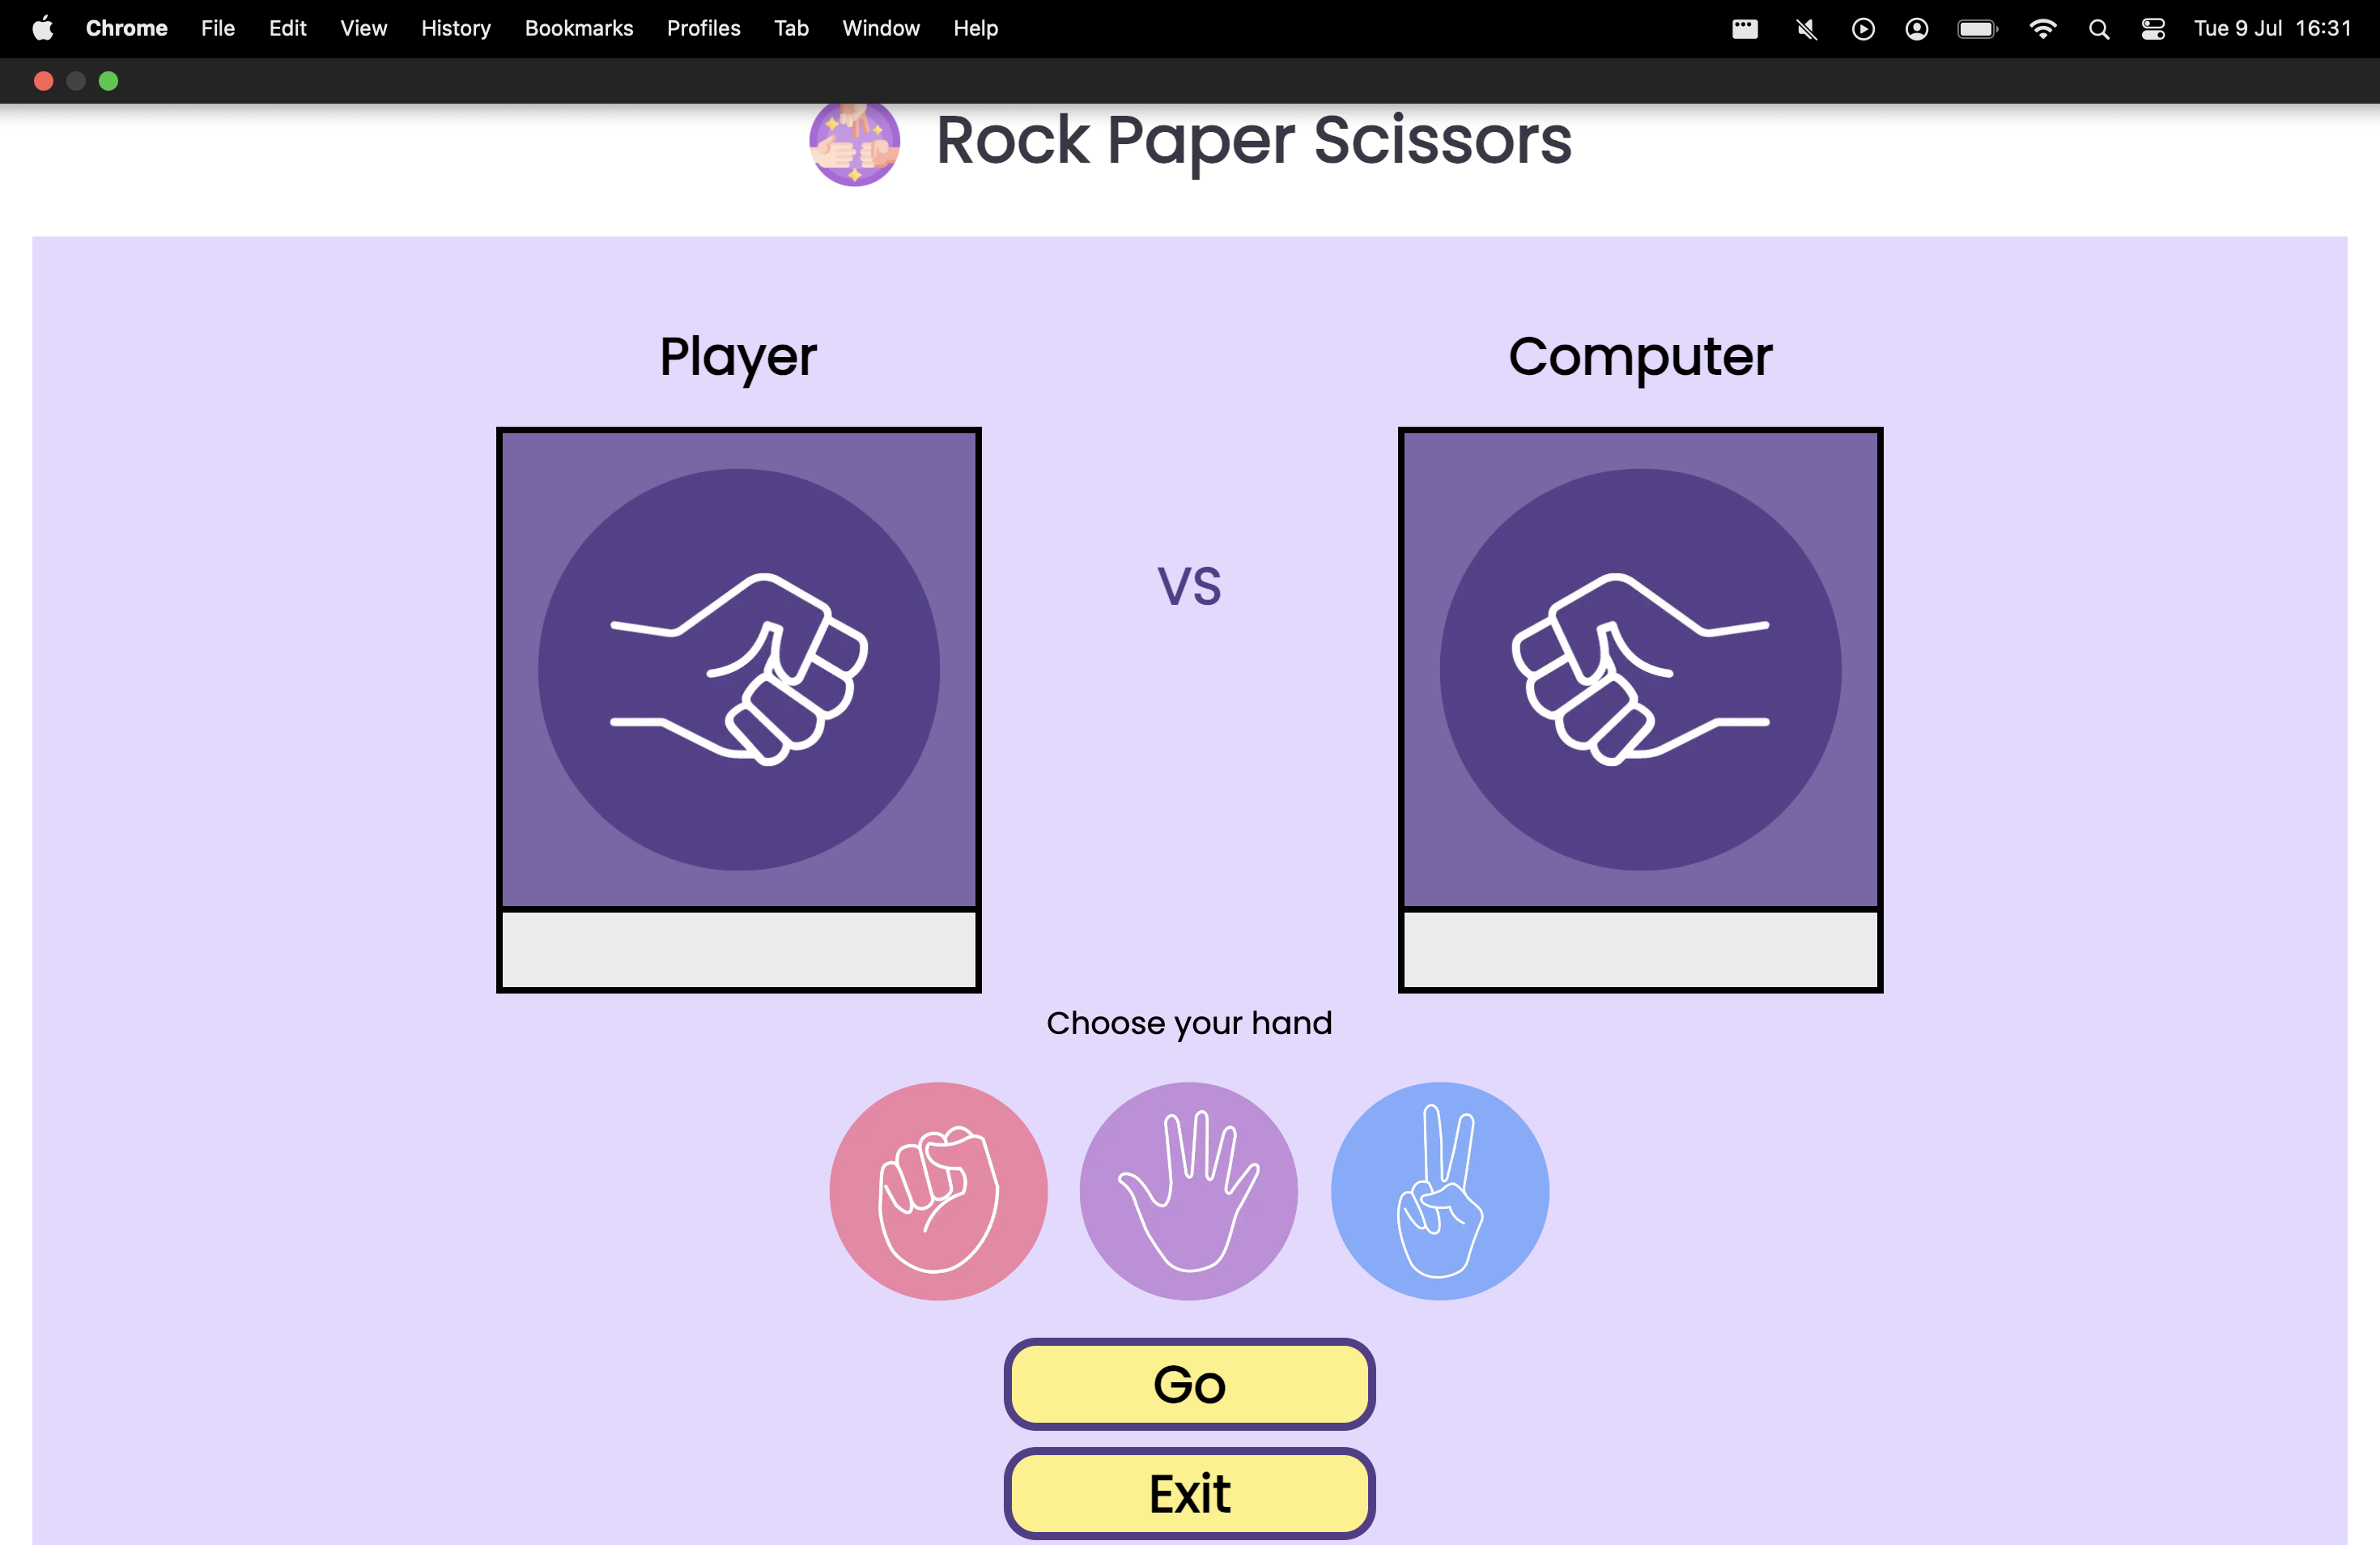 Chrome File Edit View History Bookmarks Profiles Tab Window Help Tue 9 Jul 16:31
Rock Paper Scissors
Player Computer
VS
Choose your hand
Go
Exit